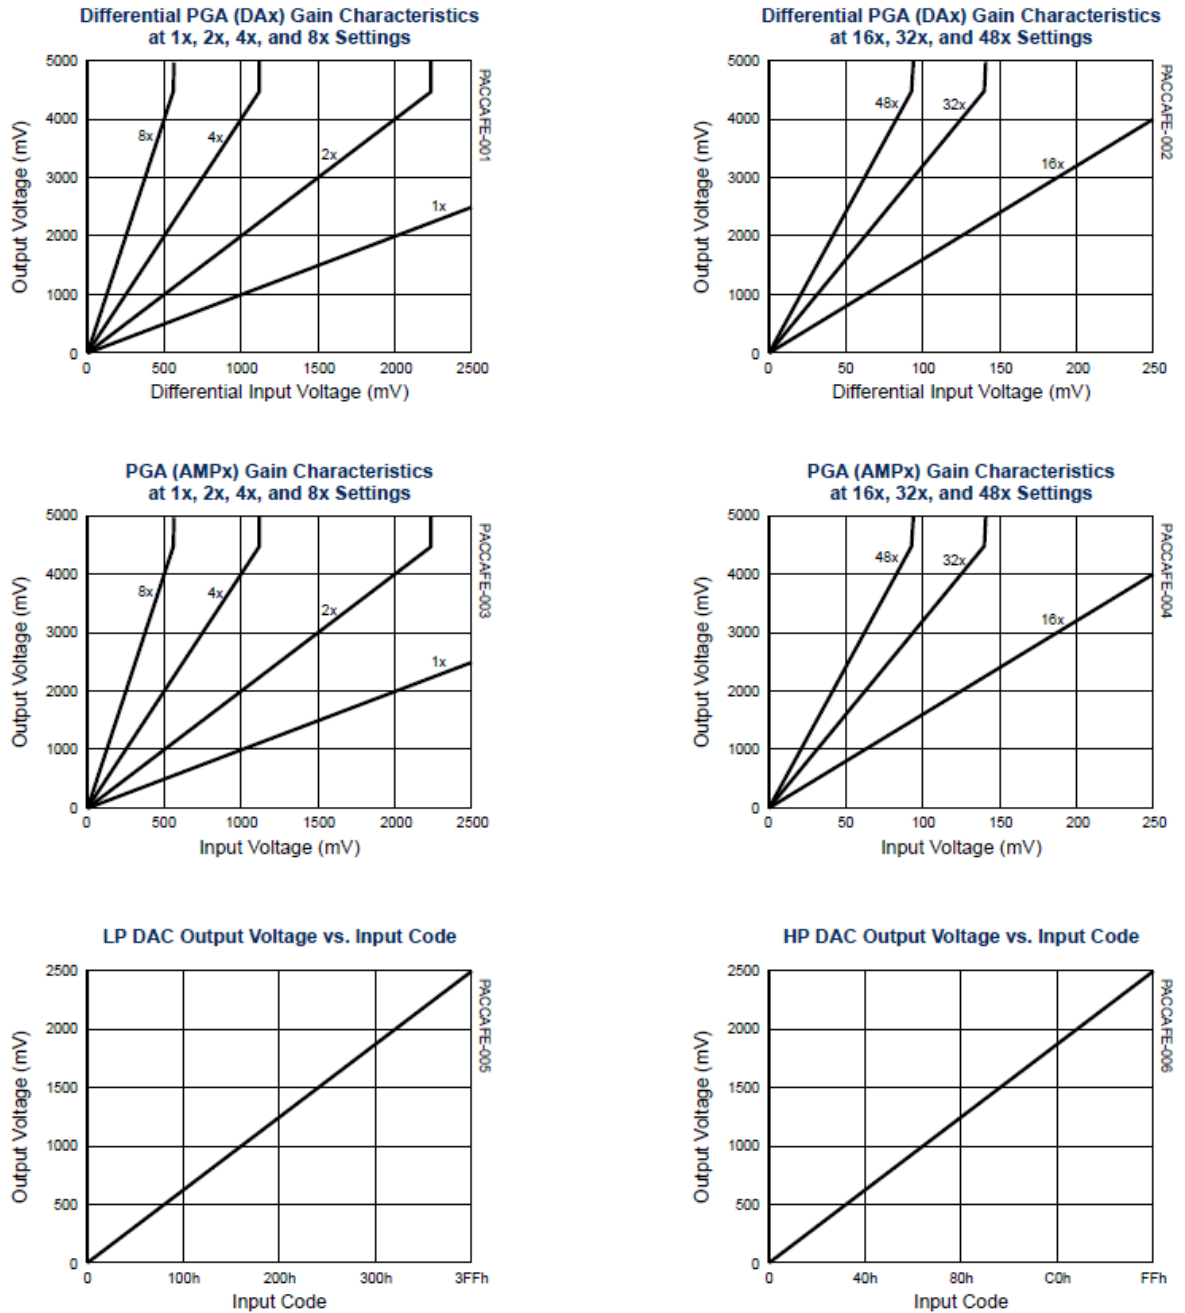 Differential PGA (DAx) Gain Characteristics
at 1x, 2x, 4x, and 8x Settings
5000
4000
3000
2000
1000
0
Output Voltage (mV)
8x
4x
2x
1x
PACCAFE-001
0 500 1000 1500 2000 2500
Differential Input Voltage (mV)
Differential PGA (DAx) Gain Characteristics
at 16x, 32x, and 48x Settings
5000
4000
3000
2000
1000
0
Output Voltage (mV)
48x
32x
16x
PACCAFE-002
0 50 100 150 200 250
Differential Input Voltage (mV)
PGA (AMPx) Gain Characteristics
at 1x, 2x, 4x, and 8x Settings
5000
4000
3000
2000
1000
0
Output Voltage (mV)
8x
4x
2x
1x
PACCAFE-003
0 500 1000 1500 2000 2500
Input Voltage (mV)
PGA (AMPx) Gain Characteristics
at 16x, 32x, and 48x Settings
5000
4000
3000
2000
1000
0
Output Voltage (mV)
48x
32x
16x
PACCAFE-004
0 50 100 150 200 250
Input Voltage (mV)
LP DAC Output Voltage vs. Input Code
2500
2000
1500
1000
500
0
Output Voltage (mV)
PACCAFE-005
0 100h 200h 300h 3FFh
Input Code
HP DAC Output Voltage vs. Input Code
2500
2000
1500
1000
500
0
Output Voltage (mV)
PACCAFE-006
0 40h 80h C0h FFh
Input Code